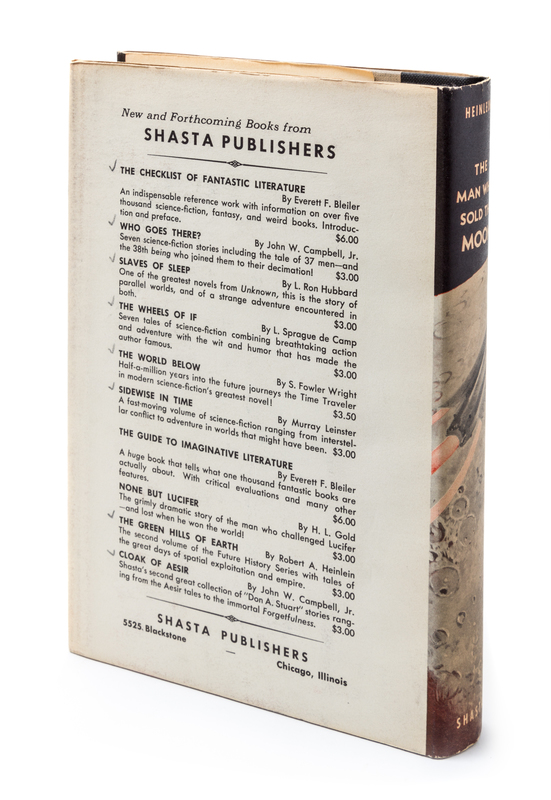 New and Forthcoming Books from
SHASTA PUBLISHERS
THE CHECKLIST OF FANTASTIC LITERATURE
By Everett F. Bleiler
An indispensable reference work with information on over five
thousand science-fiction, fantasy, and weird books. Introduc-
tion and preface. $6.00
WHO GOES THERE? By John W. Campbell, Jr.
Seven science-fiction stories including the tale of 37 men—and
the 38th being who joined them to their decimation! $3.00
SLAVES OF SLEEP By L. Ron Hubbard
One of the greatest novels from Unknown, this is the story of
parallel worlds, and of a strange adventure encountered in
both. $3.00
THE WHEELS OF IF By L. Sprague de Camp
Seven tales of science-fiction combining breathtaking action
and adventure with the wit and humor that has made the
author famous. $3.00
THE WORLD BELOW By S. Fowler Wright
Half-a-million years into the future journeys the Time Traveler
in modern science-fiction's greatest novel! $3.50
SIDEWISE IN TIME By Murray Leinster
A fast-moving volume of science-fiction ranging from interstel-
lar conflict to adventure in worlds that might have been. $3.00
THE GUIDE TO IMAGINATIVE LITERATURE
By Everett F. Bleiler
A huge book that tells what one thousand fantastic books are
actually about. With critical evaluations and many other
features. $6.00
NONE BUT LUCIFER By H. L. Gold
The grimly dramatic story of the man who challenged Lucifer
—and lost when he won the world! $3.00
THE GREEN HILLS OF EARTH By Robert A. Heinlein
The second volume of the Future History Series with tales of
the great days of spatial exploitation and empire. $3.00
CLOAK OF AESIR By John W. Campbell, Jr.
Shasta's second great collection of "Don A. Stuart" stories rang-
ing from the Aesir tales to the immortal Forgetfulness. $3.00
SHASTA PUBLISHERS
5525 Blackstone — Chicago, Illinois
HEINLE
THE
MAN W
SOLD T
MOO
SHAS